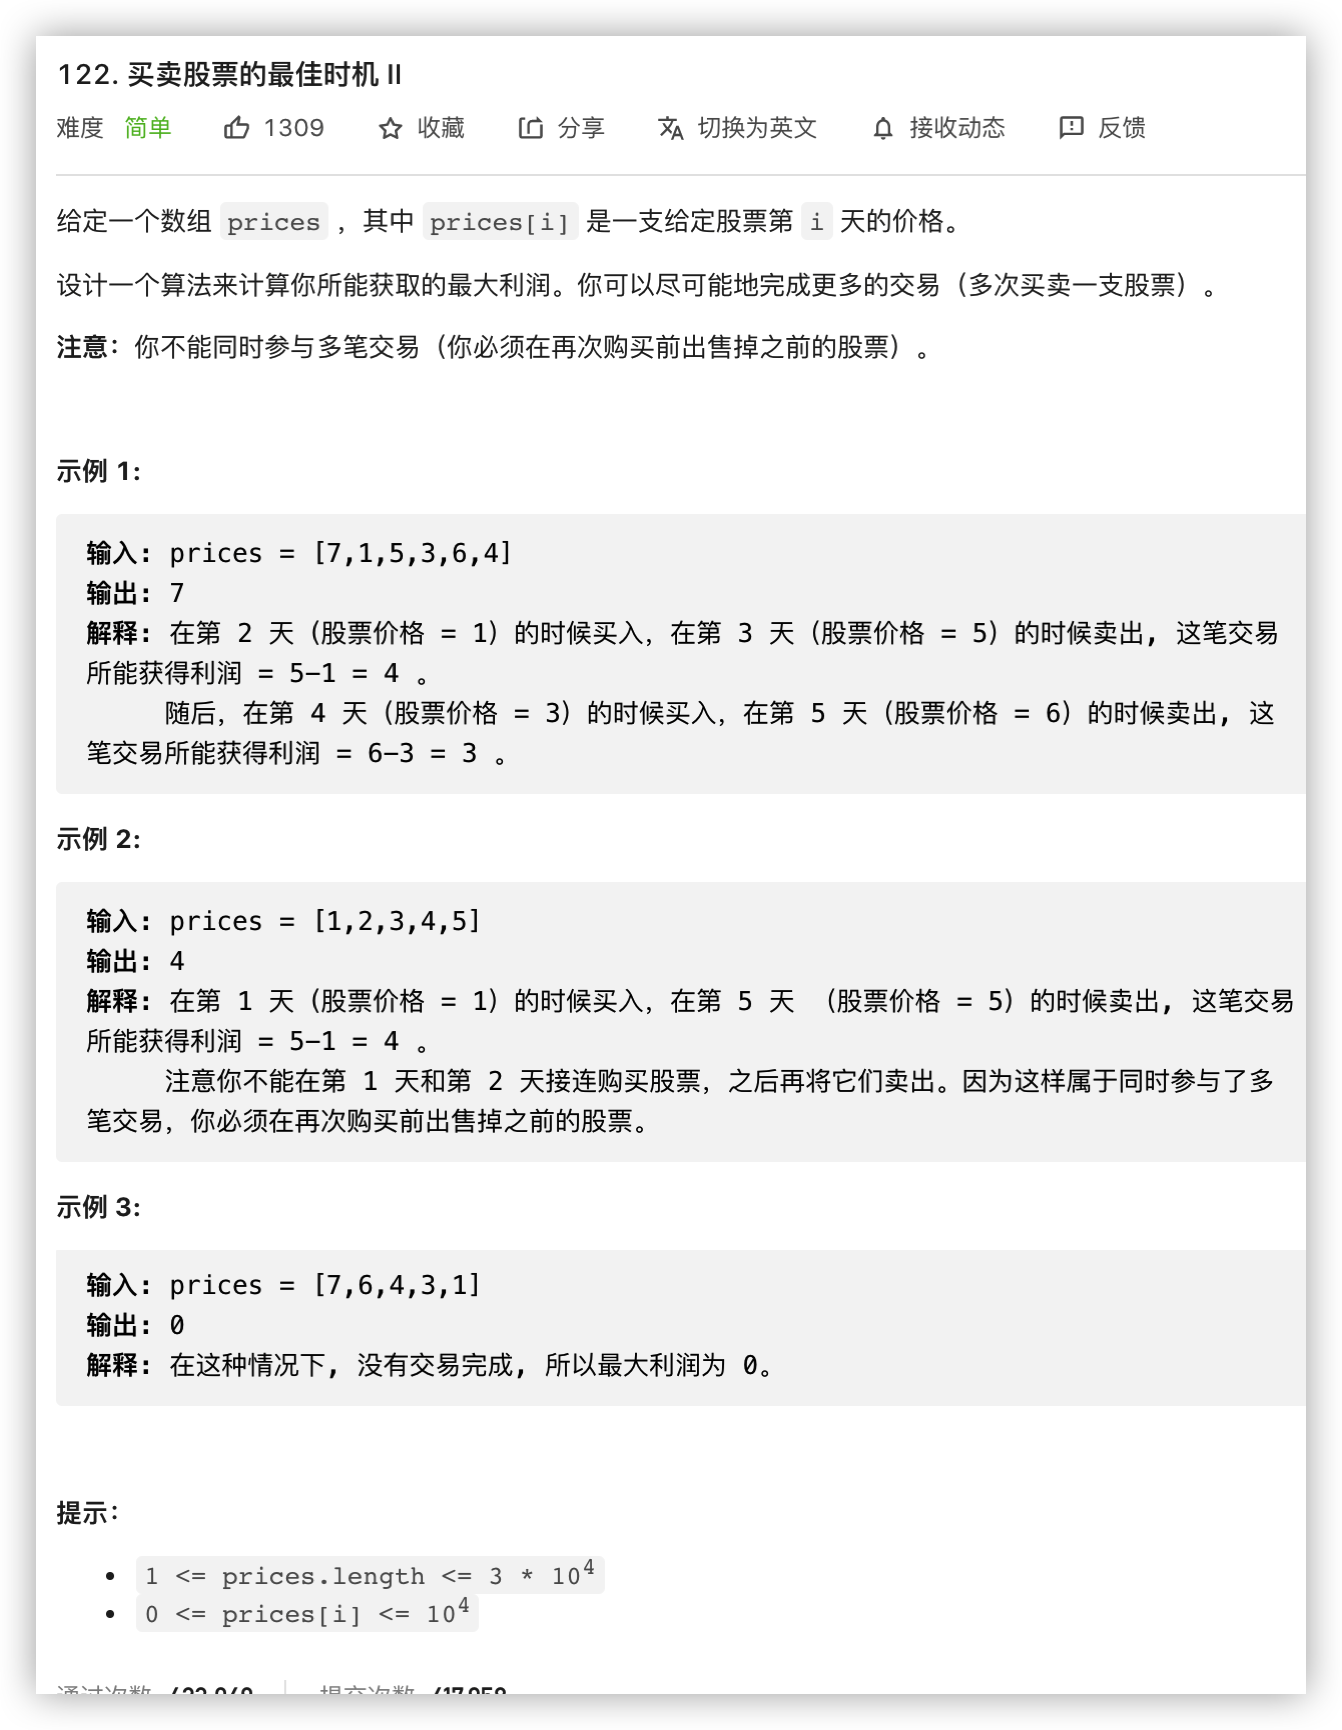 122. 买卖股票的最佳时机 II
难度 简单 1309 收藏 分享 切换为英文 接收动态 反馈
给定一个数组 prices ，其中 prices[i] 是一支给定股票第 i 天的价格。
设计一个算法来计算你所能获取的最大利润。你可以尽可能地完成更多的交易（多次买卖一支股票）。
注意：你不能同时参与多笔交易（你必须在再次购买前出售掉之前的股票）。
示例 1:
输入: prices = [7,1,5,3,6,4]
输出: 7
解释: 在第 2 天（股票价格 = 1）的时候买入，在第 3 天（股票价格 = 5）的时候卖出, 这笔交易
所能获得利润 = 5-1 = 4 。
随后，在第 4 天（股票价格 = 3）的时候买入，在第 5 天（股票价格 = 6）的时候卖出, 这
笔交易所能获得利润 = 6-3 = 3 。
示例 2:
输入: prices = [1,2,3,4,5]
输出: 4
解释: 在第 1 天（股票价格 = 1）的时候买入，在第 5 天 （股票价格 = 5）的时候卖出, 这笔交易
所能获得利润 = 5-1 = 4 。
注意你不能在第 1 天和第 2 天接连购买股票，之后再将它们卖出。因为这样属于同时参与了多
笔交易，你必须在再次购买前出售掉之前的股票。
示例 3:
输入: prices = [7,6,4,3,1]
输出: 0
解释: 在这种情况下, 没有交易完成, 所以最大利润为 0。
提示：
• 1 <= prices.length <= 3 * 10⁴
• 0 <= prices[i] <= 10⁴
通过次数 提交次数